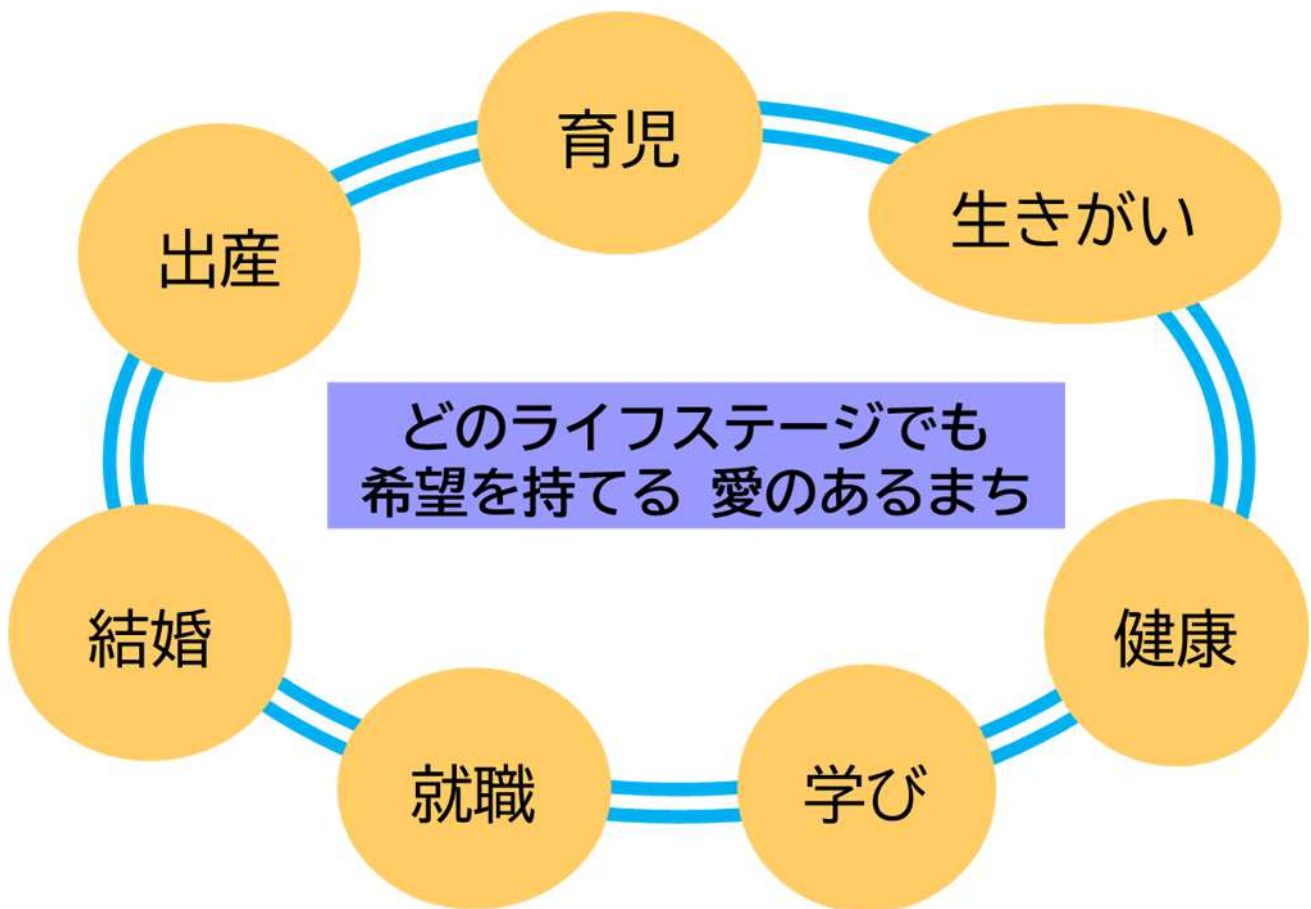 育児
生きがい
出産
どのライフステージでも
希望を持てる 愛のあるまち
結婚
健康
就職
学び